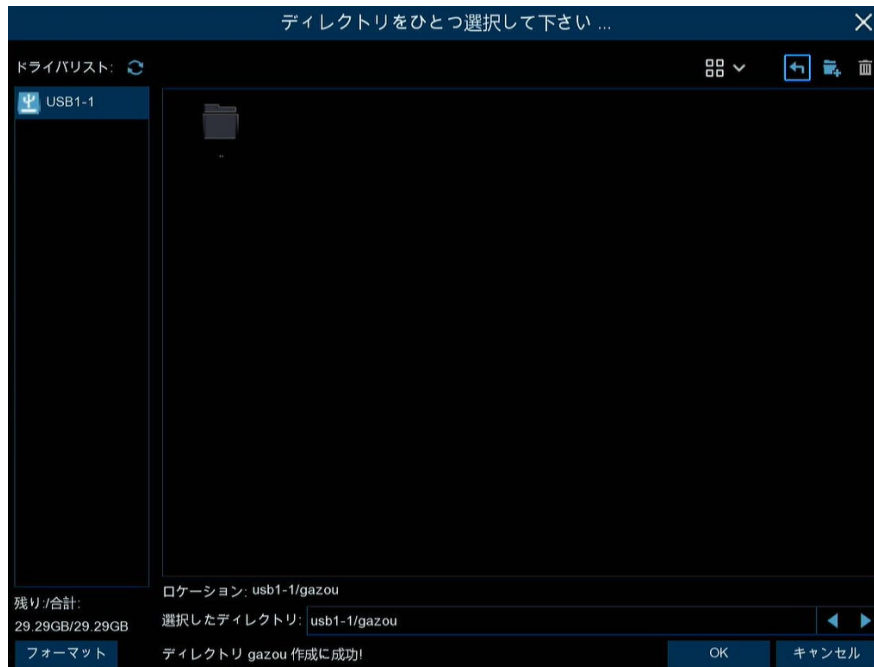 ディレクトリをひとつ選択して下さい ...
ドライバリスト:
USB1-1
..
ロケーション: usb1-1/gazou
残り:/合計:
29.29GB/29.29GB
選択したディレクトリ: usb1-1/gazou
フォーマット
ディレクトリ gazou 作成に成功!
OK
キャンセル